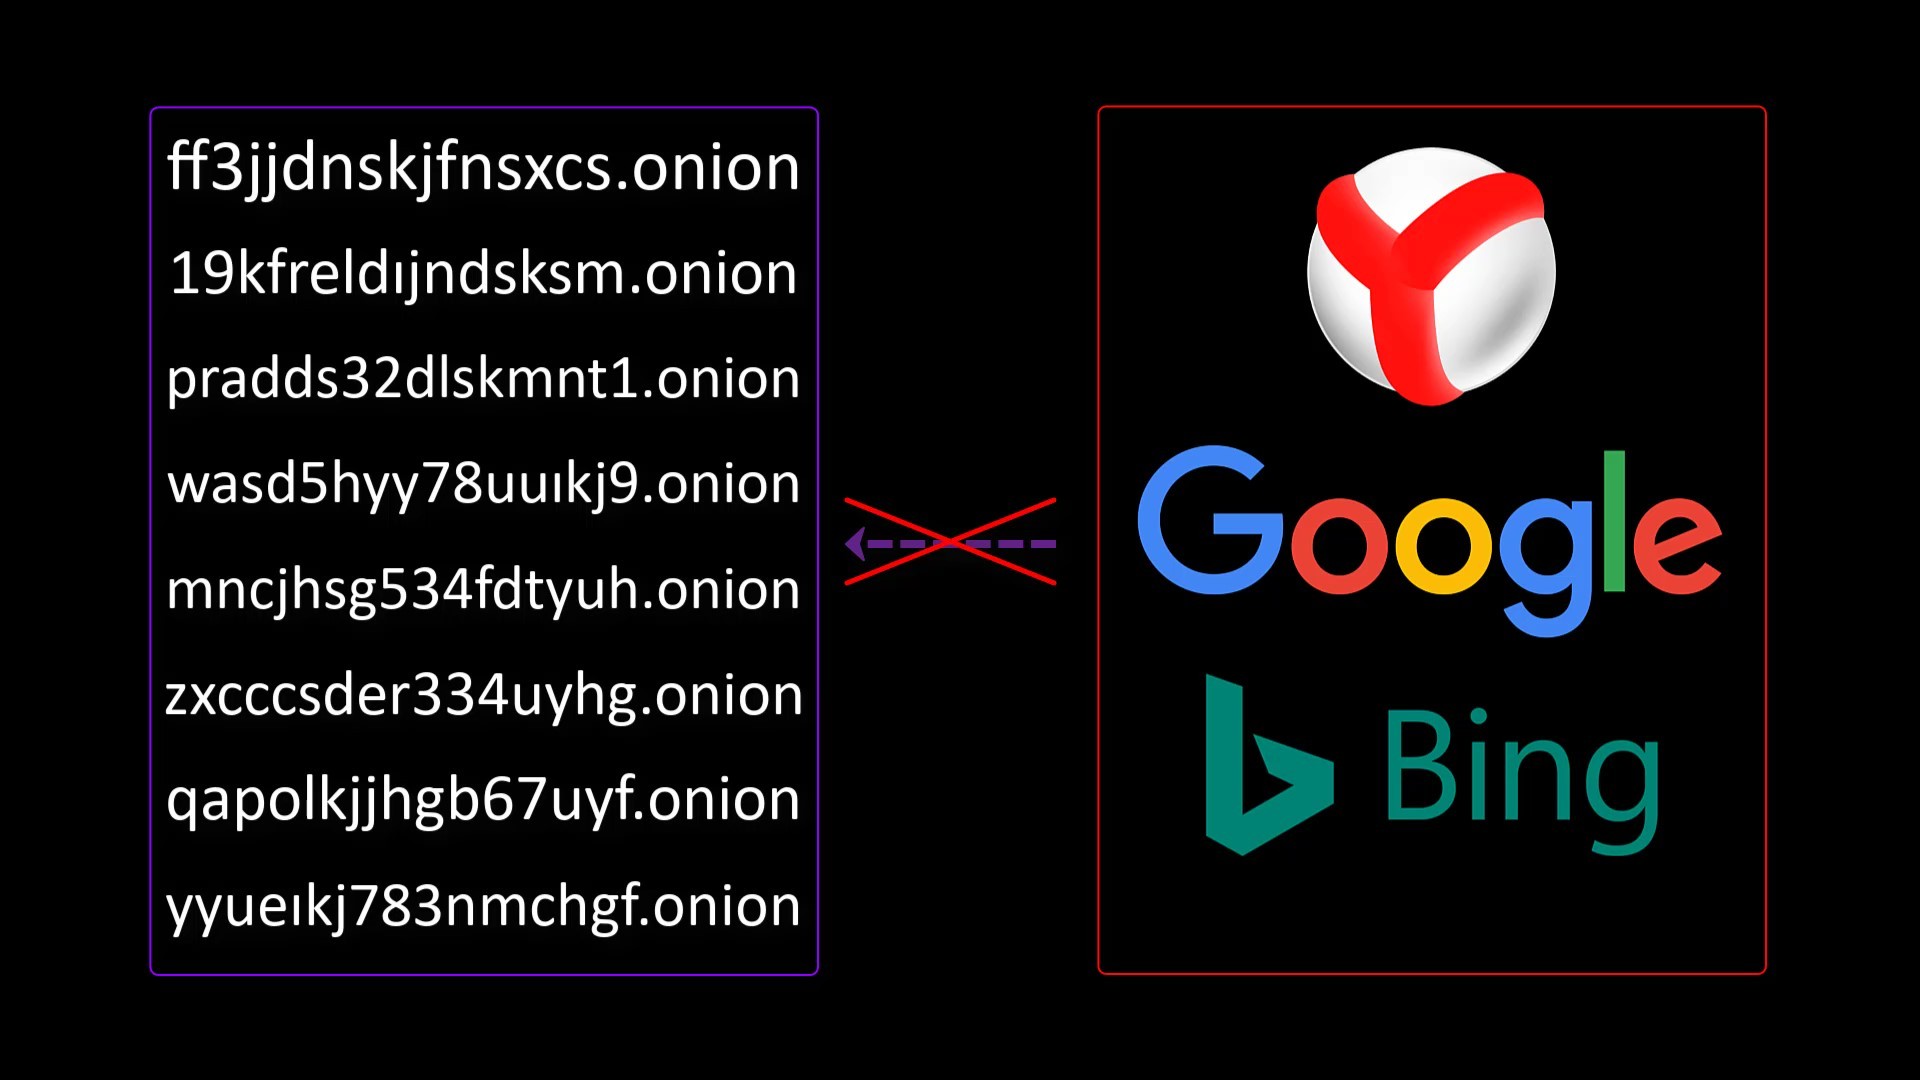 ff3jjdnskjfnsxcs.onion
19kfreldıjndsksm.onion
pradds32dlskmnt1.onion
wasd5hyy78uuıkj9.onion
mncjhsg534fdtyuh.onion
zxcccsder334uyhg.onion
qapolkjjhgb67uyf.onion
yyueıkj783nmchgf.onion
Google
Bing